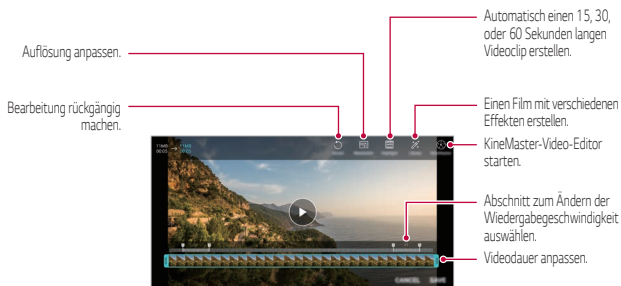 Automatisch einen 15, 30,
oder 60 Sekunden langen
Videoclip erstellen.
Auflösung anpassen.
Bearbeitung rückgängig
machen.
Einen Film mit verschiedenen
Effekten erstellen.
KineMaster-Video-Editor
starten.
Abschnitt zum Ändern der
Wiedergabegeschwindigkeit
auswählen.
Videodauer anpassen.
CANCEL SAVE